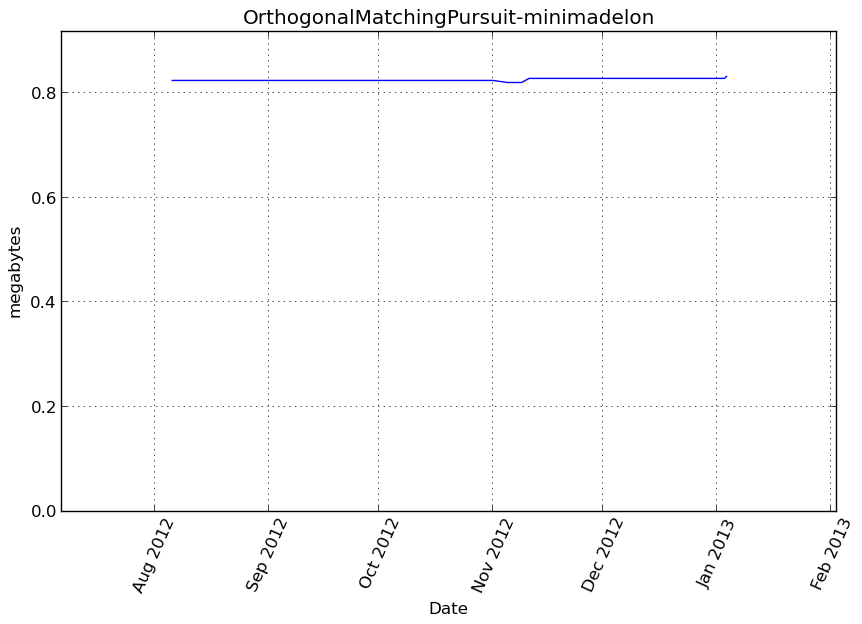 OrthogonalMatchingPursuit-minimadelon
megabytes
0.8
0.6
0.4
0.2
0.0
Aug 2012
Sep 2012
Oct 2012
Nov 2012
Dec 2012
Jan 2013
Feb 2013
Date